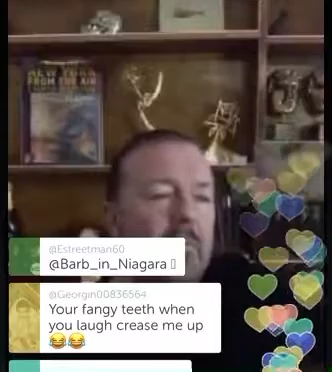 NEW YORK
FROM THE AIR
@Estreetman60
@Barb_in_Niagara
@Georgin00836564
Your fangy teeth when
you laugh crease me up
😂😂